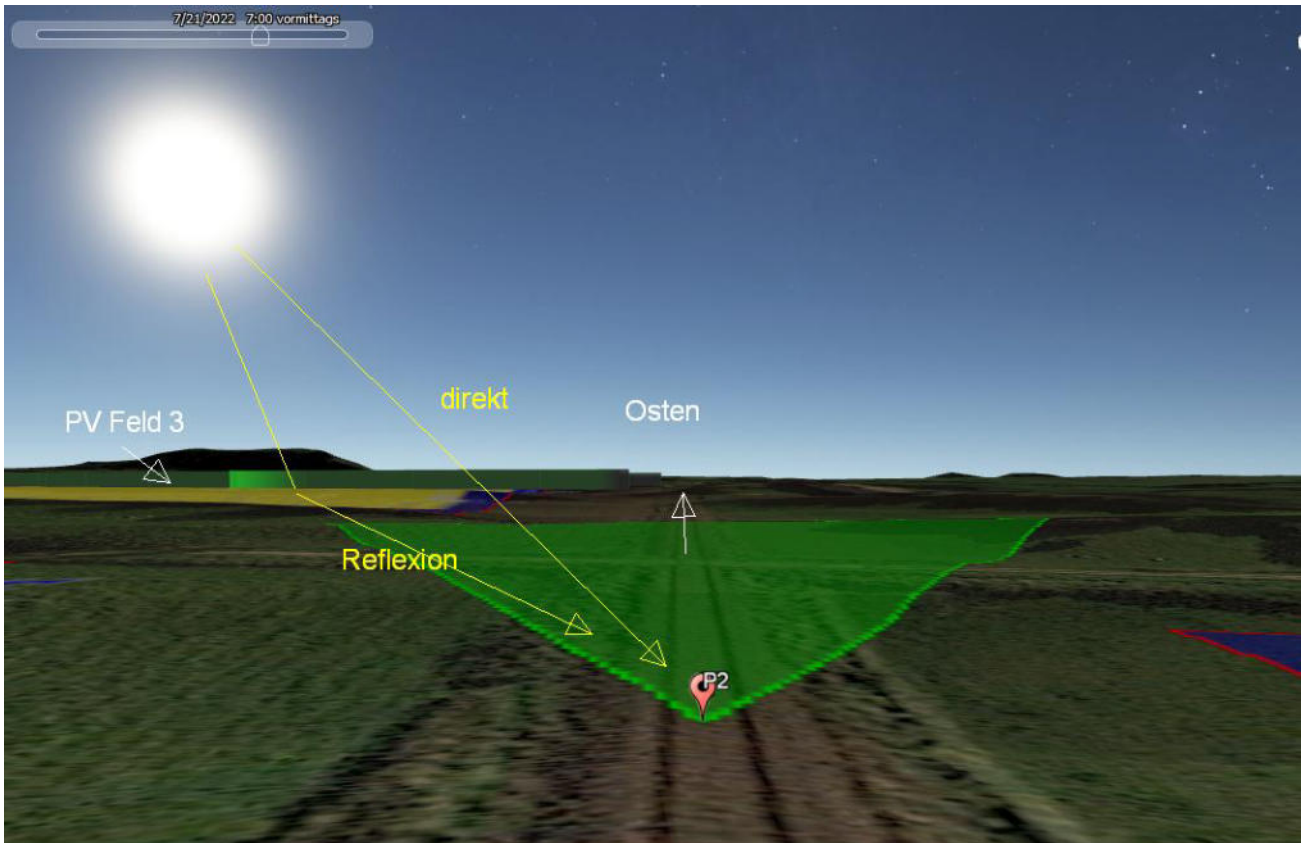 7/21/2022 7:00 vormittags
direkt
Osten
PV Feld 3
Reflexion
P2